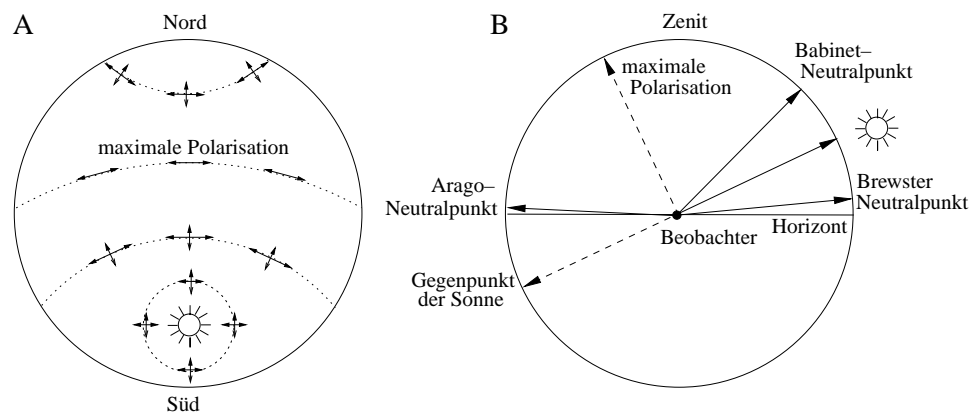 A
Nord
maximale Polarisation
Süd
B
Zenit
maximale
Polarisation
Babinet–
Neutralpunkt
Brewster
Neutralpunkt
Arago–
Neutralpunkt
Beobachter
Horizont
Gegenpunkt
der Sonne